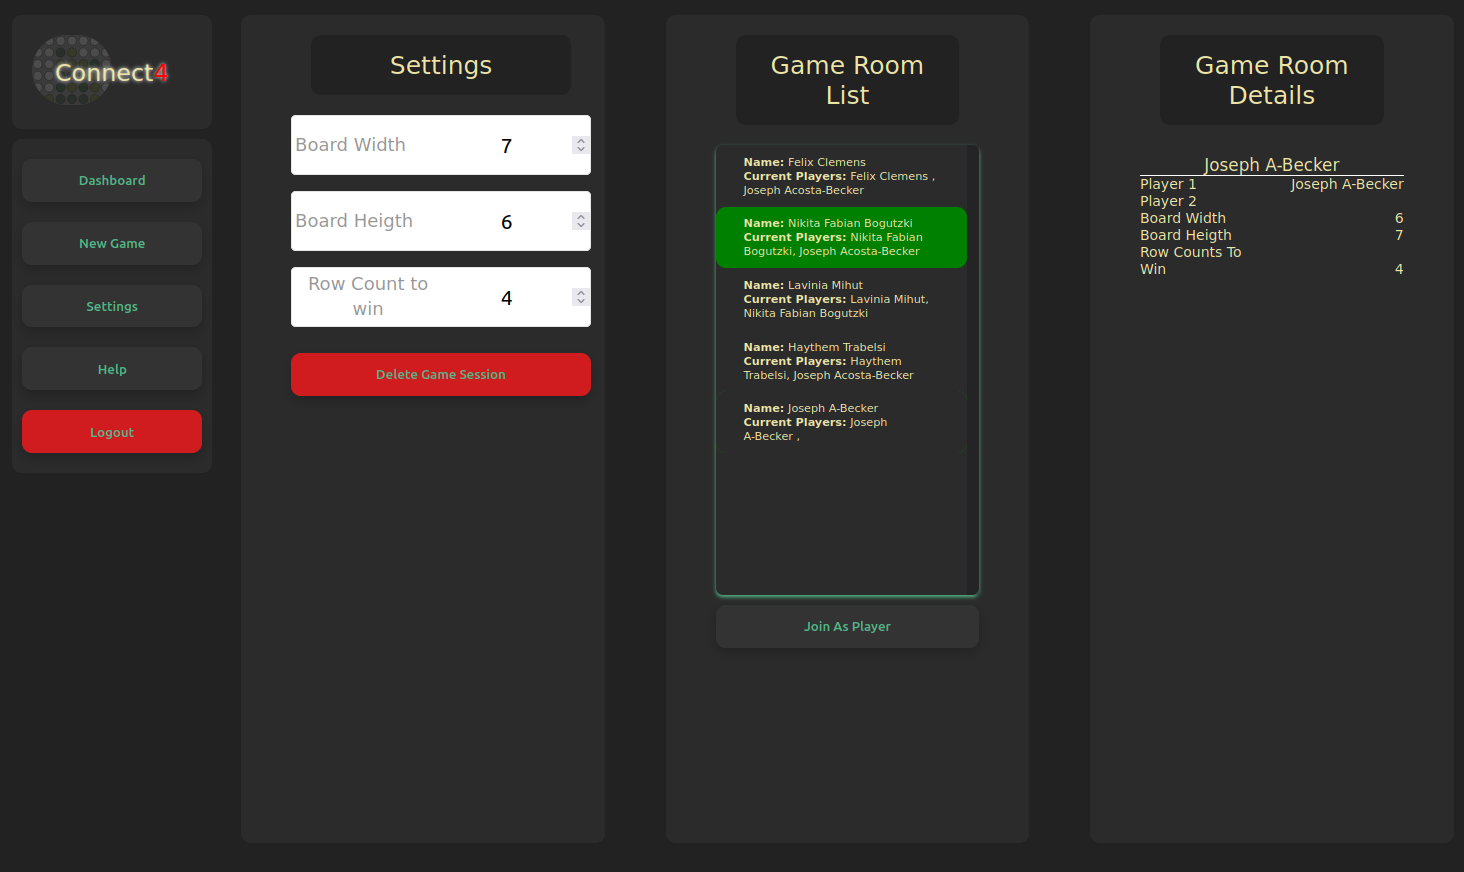 Connect4
Dashboard
New Game
Settings
Help
Logout
Settings
Board Width 7
Board Heigth 6
Row Count to
win 4
Delete Game Session
Game Room
List
Name: Felix Clemens
Current Players: Felix Clemens ,
Joseph Acosta-Becker
Name: Nikita Fabian Bogutzki
Current Players: Nikita Fabian
Bogutzki, Joseph Acosta-Becker
Name: Lavinia Mihut
Current Players: Lavinia Mihut,
Nikita Fabian Bogutzki
Name: Haythem Trabelsi
Current Players: Haythem
Trabelsi, Joseph Acosta-Becker
Name: Joseph A-Becker
Current Players: Joseph
A-Becker ,
Join As Player
Game Room
Details
Joseph A-Becker
Player 1 Joseph A-Becker
Player 2
Board Width 6
Board Heigth 7
Row Counts To
Win 4